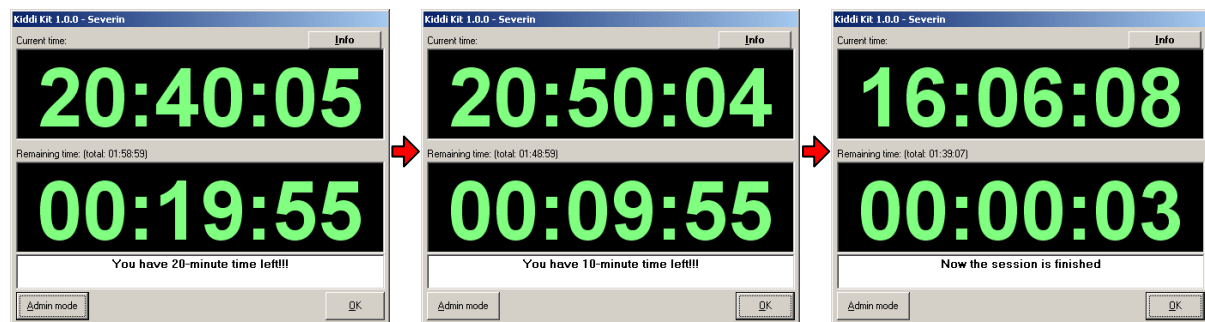 Kiddi Kit 1.0.0 - Severin
Current time:
Info
20:40:05
Remaining time: (total: 01:58:59)
00:19:55
You have 20-minute time left!!!
Admin mode
OK
Kiddi Kit 1.0.0 - Severin
Current time:
Info
20:50:04
Remaining time: (total: 01:48:59)
00:09:55
You have 10-minute time left!!!
Admin mode
OK
Kiddi Kit 1.0.0 - Severin
Current time:
Info
16:06:08
Remaining time: (total: 01:39:07)
00:00:03
Now the session is finished
Admin mode
OK